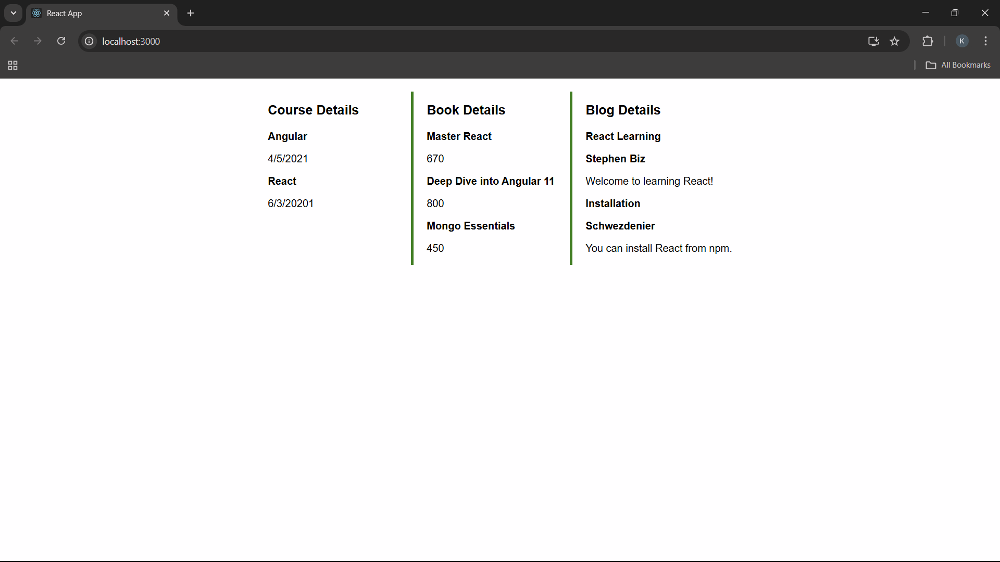 React App
localhost:3000
K
All Bookmarks
Course Details
Angular
4/5/2021
React
6/3/20201
Book Details
Master React
670
Deep Dive into Angular 11
800
Mongo Essentials
450
Blog Details
React Learning
Stephen Biz
Welcome to learning React!
Installation
Schwezdenier
You can install React from npm.